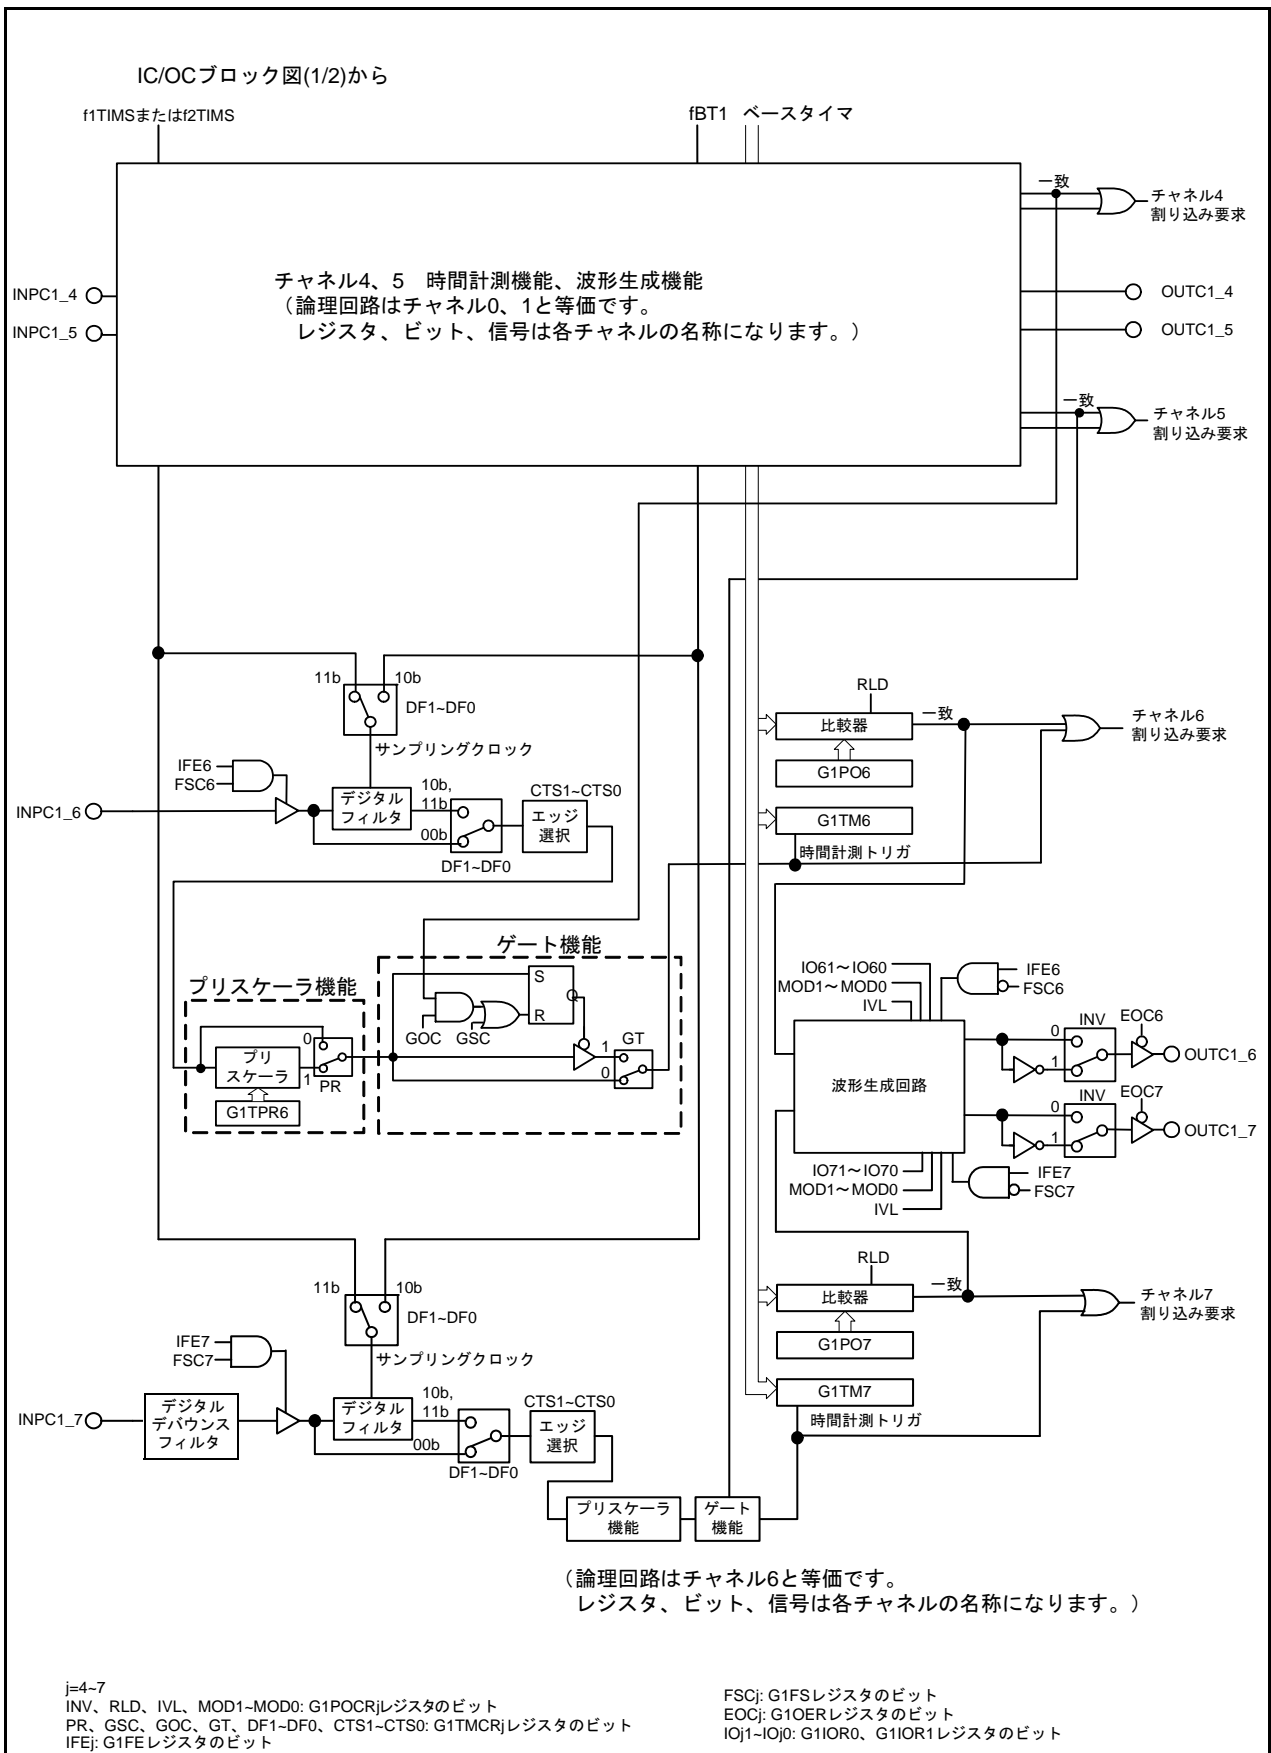 IC/OCブロック図(1/2)から
f1TIMSまたはf2TIMS
fBT1
ベースタイマ
一致
チャネル4
割り込み要求
チャネル4、5　時間計測機能、波形生成機能
（論理回路はチャネル0、1と等価です。
レジスタ、ビット、信号は各チャネルの名称になります。）
INPC1_4
INPC1_5
OUTC1_4
OUTC1_5
一致
チャネル5
割り込み要求
11b
10b
DF1~DF0
サンプリングクロック
RLD
比較器
一致
チャネル6
割り込み要求
G1PO6
IFE6
FSC6
INPC1_6
デジタル
フィルタ
10b,
11b
00b
DF1~DF0
CTS1~CTS0
エッジ
選択
G1TM6
時間計測トリガ
プリスケーラ機能
0
プリ
スケーラ
1
PR
G1TPR6
ゲート機能
S
Q
R
GOC
GSC
1
0
GT
IO61～IO60
MOD1～MOD0
IVL
IFE6
FSC6
波形生成回路
0
1
INV
EOC6
OUTC1_6
0
1
INV
EOC7
OUTC1_7
IO71～IO70
MOD1～MOD0
IVL
IFE7
FSC7
11b
10b
DF1~DF0
サンプリングクロック
RLD
比較器
一致
チャネル7
割り込み要求
G1PO7
IFE7
FSC7
INPC1_7
デジタル
デバウンス
フィルタ
デジタル
フィルタ
10b,
11b
00b
DF1~DF0
CTS1~CTS0
エッジ
選択
G1TM7
時間計測トリガ
プリスケーラ
機能
ゲート
機能
（論理回路はチャネル6と等価です。
レジスタ、ビット、信号は各チャネルの名称になります。）
j=4~7
INV、RLD、IVL、MOD1~MOD0: G1POCRjレジスタのビット
PR、GSC、GOC、GT、DF1~DF0、CTS1~CTS0: G1TMCRjレジスタのビット
IFEj: G1FEレジスタのビット
FSCj: G1FSレジスタのビット
EOCj: G1OERレジスタのビット
IOj1~IOj0: G1IOR0、G1IOR1レジスタのビット